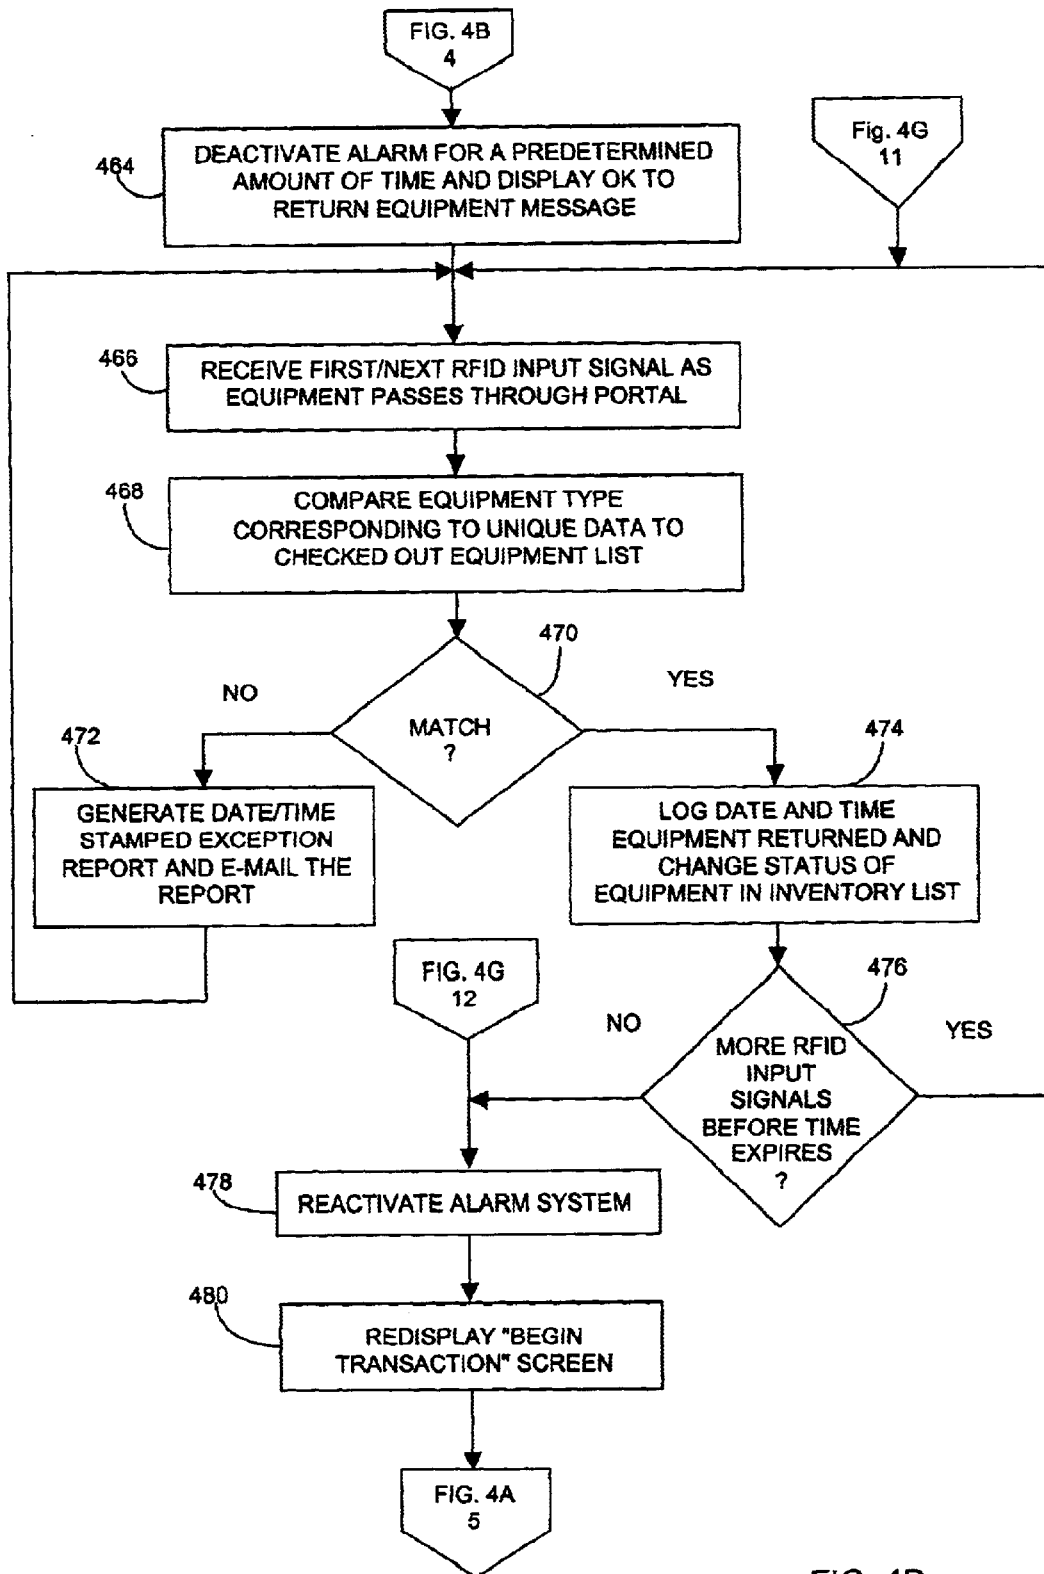 FIG. 4B
4
Fig. 4G
11
464
DEACTIVATE ALARM FOR A PREDETERMINED
AMOUNT OF TIME AND DISPLAY OK TO
RETURN EQUIPMENT MESSAGE
466
RECEIVE FIRST/NEXT RFID INPUT SIGNAL AS
EQUIPMENT PASSES THROUGH PORTAL
468
COMPARE EQUIPMENT TYPE
CORRESPONDING TO UNIQUE DATA TO
CHECKED OUT EQUIPMENT LIST
470
NO
YES
MATCH
?
472
GENERATE DATE/TIME
STAMPED EXCEPTION
REPORT AND E-MAIL THE
REPORT
474
LOG DATE AND TIME
EQUIPMENT RETURNED AND
CHANGE STATUS OF
EQUIPMENT IN INVENTORY LIST
FIG. 4G
12
476
NO
YES
MORE RFID
INPUT
SIGNALS
BEFORE TIME
EXPIRES
?
478
REACTIVATE ALARM SYSTEM
480
REDISPLAY "BEGIN
TRANSACTION" SCREEN
FIG. 4A
5